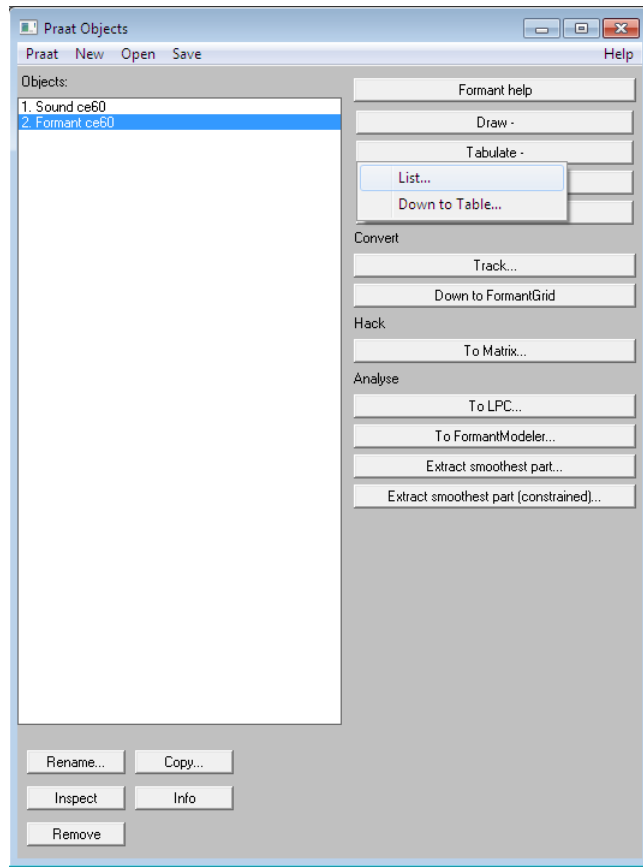 Praat Objects
Praat New Open Save Help
Objects:
1. Sound ce60
2. Formant ce60
Formant help
Draw -
Tabulate -
List...
Down to Table...
Convert
Track...
Down to FormantGrid
Hack
To Matrix...
Analyse
To LPC...
To FormantModeler...
Extract smoothest part...
Extract smoothest part (constrained)...
Rename... Copy...
Inspect Info
Remove